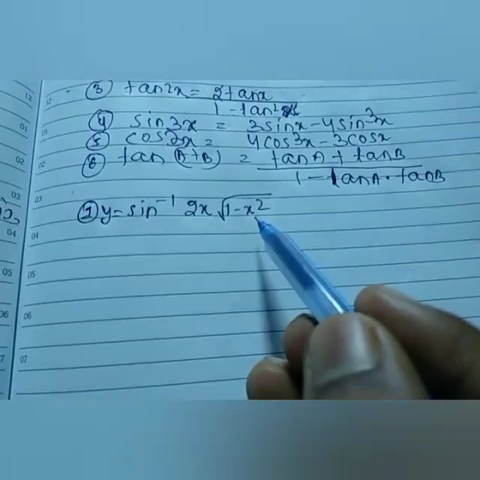 ③ tan2x = 2tanx
1 - tan²x
④ sin3x = 3sinx - 4sin³x
⑤ cos3x = 4cos³x - 3cosx
⑥ tan (A+B) = tanA + tanB
1 - tanA · tanB
① y = sin⁻¹ 2x √1-x²